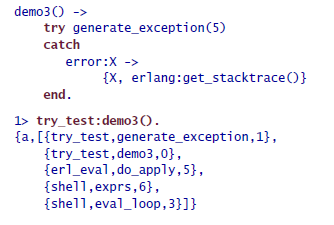 demo3() ->
    try generate_exception(5)
    catch
       error:X ->
            {X, erlang:get_stacktrace()}
    end.
1> try_test:demo3().
{a,[{try_test,generate_exception,1},
    {try_test,demo3,0},
    {erl_eval,do_apply,5},
    {shell,exprs,6},
    {shell,eval_loop,3}]}